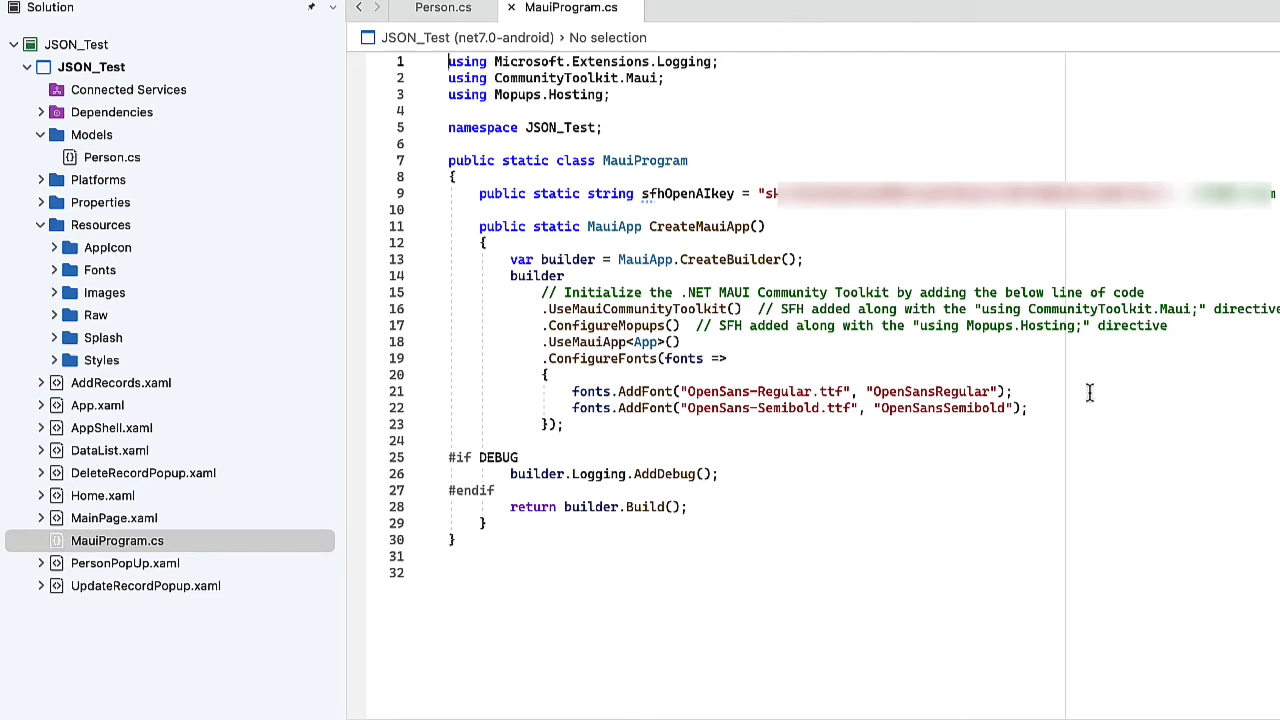 Solution
Person.cs
MauiProgram.cs
JSON_Test (net7.0-android) › No selection
JSON_Test
JSON_Test
Connected Services
Dependencies
Models
Person.cs
Platforms
Properties
Resources
AppIcon
Fonts
Images
Raw
Splash
Styles
AddRecords.xaml
App.xaml
AppShell.xaml
DataList.xaml
DeleteRecordPopup.xaml
Home.xaml
MainPage.xaml
MauiProgram.cs
PersonPopUp.xaml
UpdateRecordPopup.xaml
1 using Microsoft.Extensions.Logging;
2 using CommunityToolkit.Maui;
3 using Mopups.Hosting;
4
5 namespace JSON_Test;
6
7 public static class MauiProgram
8 {
9 public static string sfhOpenAIkey = "sk
10
11 public static MauiApp CreateMauiApp()
12 {
13 var builder = MauiApp.CreateBuilder();
14 builder
15 // Initialize the .NET MAUI Community Toolkit by adding the below line of code
16 .UseMauiCommunityToolkit() // SFH added along with the "using CommunityToolkit.Maui;" directive
17 .ConfigureMopups() // SFH added along with the "using Mopups.Hosting;" directive
18 .UseMauiApp<App>()
19 .ConfigureFonts(fonts =>
20 {
21 fonts.AddFont("OpenSans-Regular.ttf", "OpenSansRegular");
22 fonts.AddFont("OpenSans-Semibold.ttf", "OpenSansSemibold");
23 });
24
25 #if DEBUG
26 builder.Logging.AddDebug();
27 #endif
28 return builder.Build();
29 }
30 }
31
32